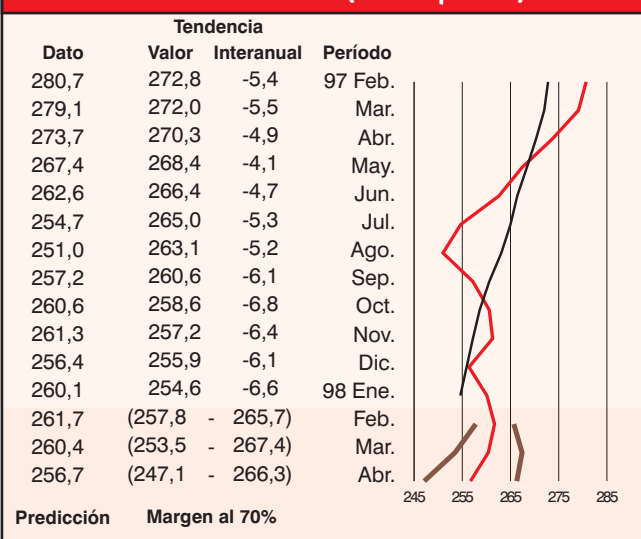 Tendencia
Dato Valor Interanual Período
280,7 272,8 -5,4 97 Feb.
279,1 272,0 -5,5 Mar.
273,7 270,3 -4,9 Abr.
267,4 268,4 -4,1 May.
262,6 266,4 -4,7 Jun.
254,7 265,0 -5,3 Jul.
251,0 263,1 -5,2 Ago.
257,2 260,6 -6,1 Sep.
260,6 258,6 -6,8 Oct.
261,3 257,2 -6,4 Nov.
256,4 255,9 -6,1 Dic.
260,1 254,6 -6,6 98 Ene.
261,7 (257,8 - 265,7) Feb.
260,4 (253,5 - 267,4) Mar.
256,7 (247,1 - 266,3) Abr.
245 255 265 275 285
Predicción Margen al 70%